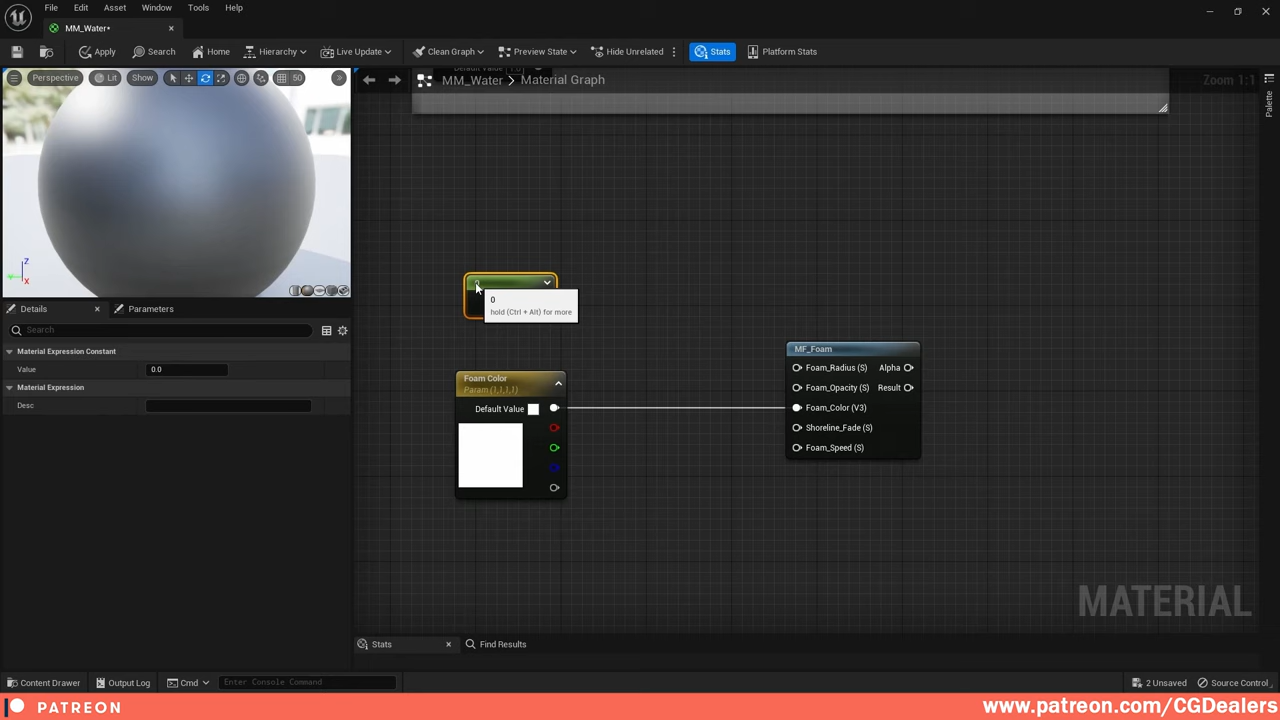 File Edit Asset Window Tools Help
MM_Water*
Apply Search Home Hierarchy Live Update Clean Graph Preview State Hide Unrelated Stats Platform Stats
Perspective Lit Show 50
MM_Water > Material Graph
Zoom 1:1
Palette
Z
Y
X
Details Parameters
Search
Material Expression Constant
Value 0.0
Material Expression
Desc
0
hold (Ctrl + Alt) for more
Foam Color
Param (1,1,1,1)
Default Value
MF_Foam
Foam_Radius (S) Alpha
Foam_Opacity (S) Result
Foam_Color (V3)
Shoreline_Fade (S)
Foam_Speed (S)
MATERIAL
Stats Find Results
Content Drawer Output Log Cmd Enter Console Command 2 Unsaved Source Control
PATREON
www.patreon.com/CGDealers